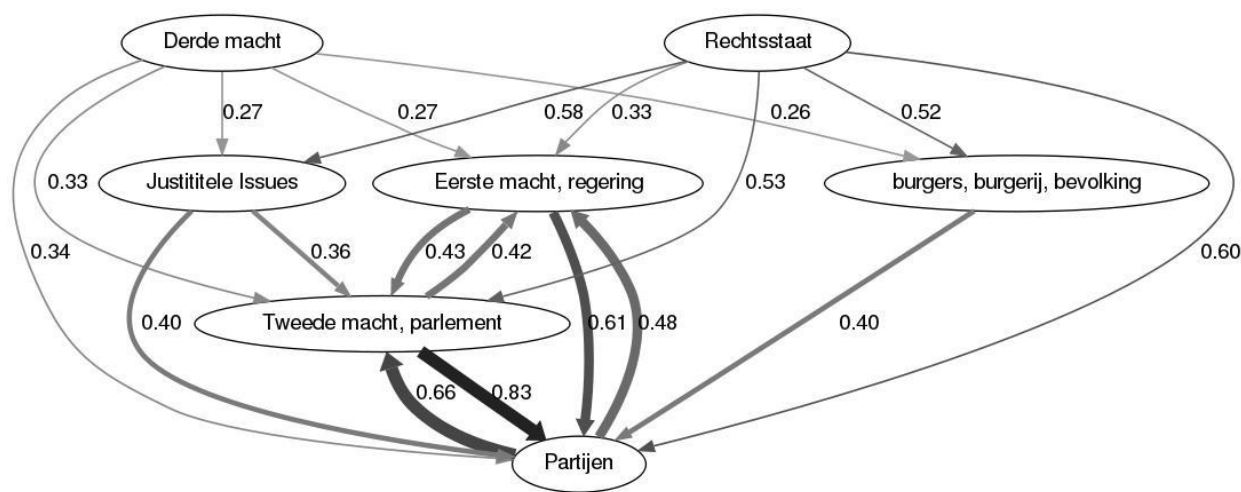 Derde macht
Rechtsstaat
0.27
0.27
0.58
0.33
0.26
0.52
Justititele Issues
Eerste macht, regering
burgers, burgerij, bevolking
0.33
0.53
0.34
0.36
0.43
0.42
0.60
0.40
Tweede macht, parlement
0.61
0.48
0.40
0.66
0.83
Partijen